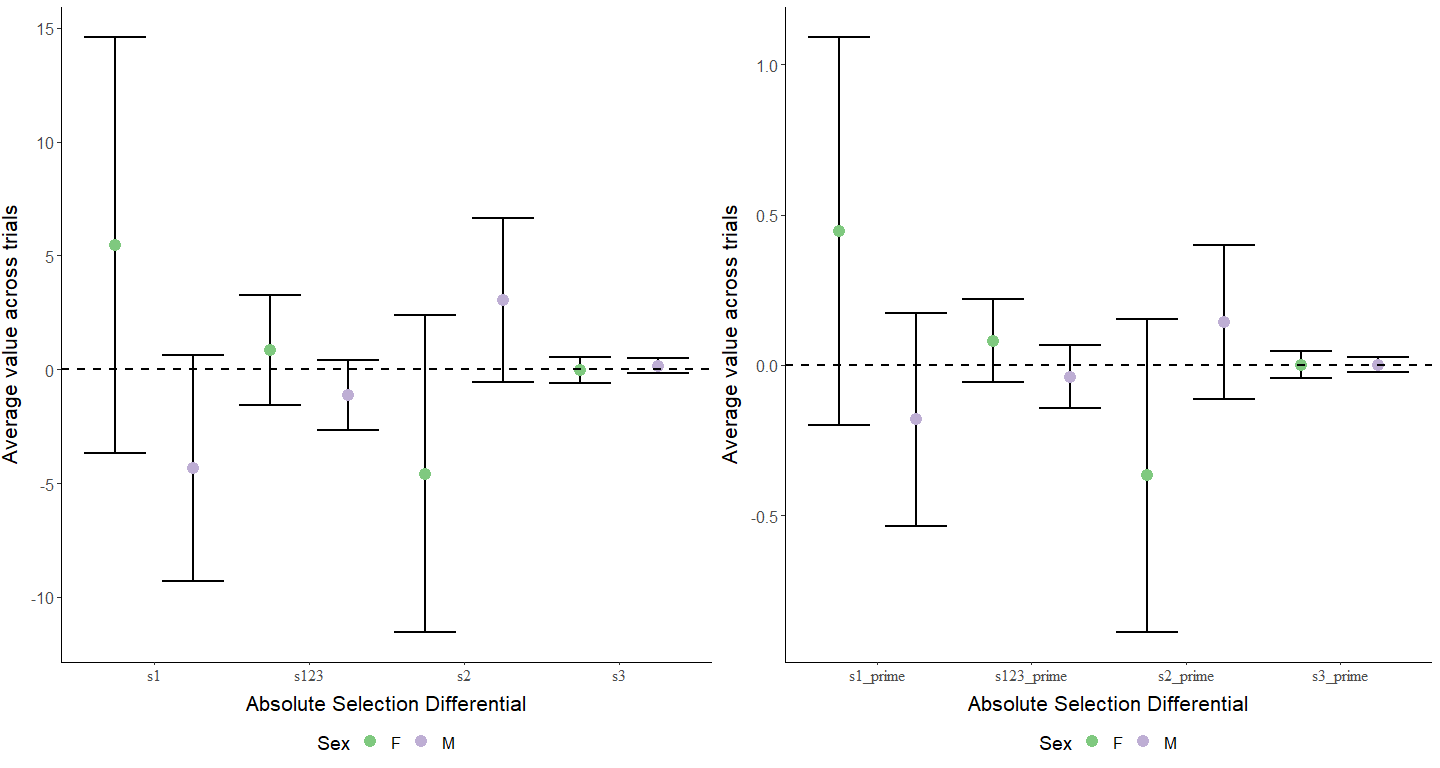 Average value across trials
15
10
5
0
-5
-10
s1 s123 s2 s3
Absolute Selection Differential
Sex F M
Average value across trials
1.0
0.5
0.0
-0.5
s1_prime s123_prime s2_prime s3_prime
Absolute Selection Differential
Sex F M